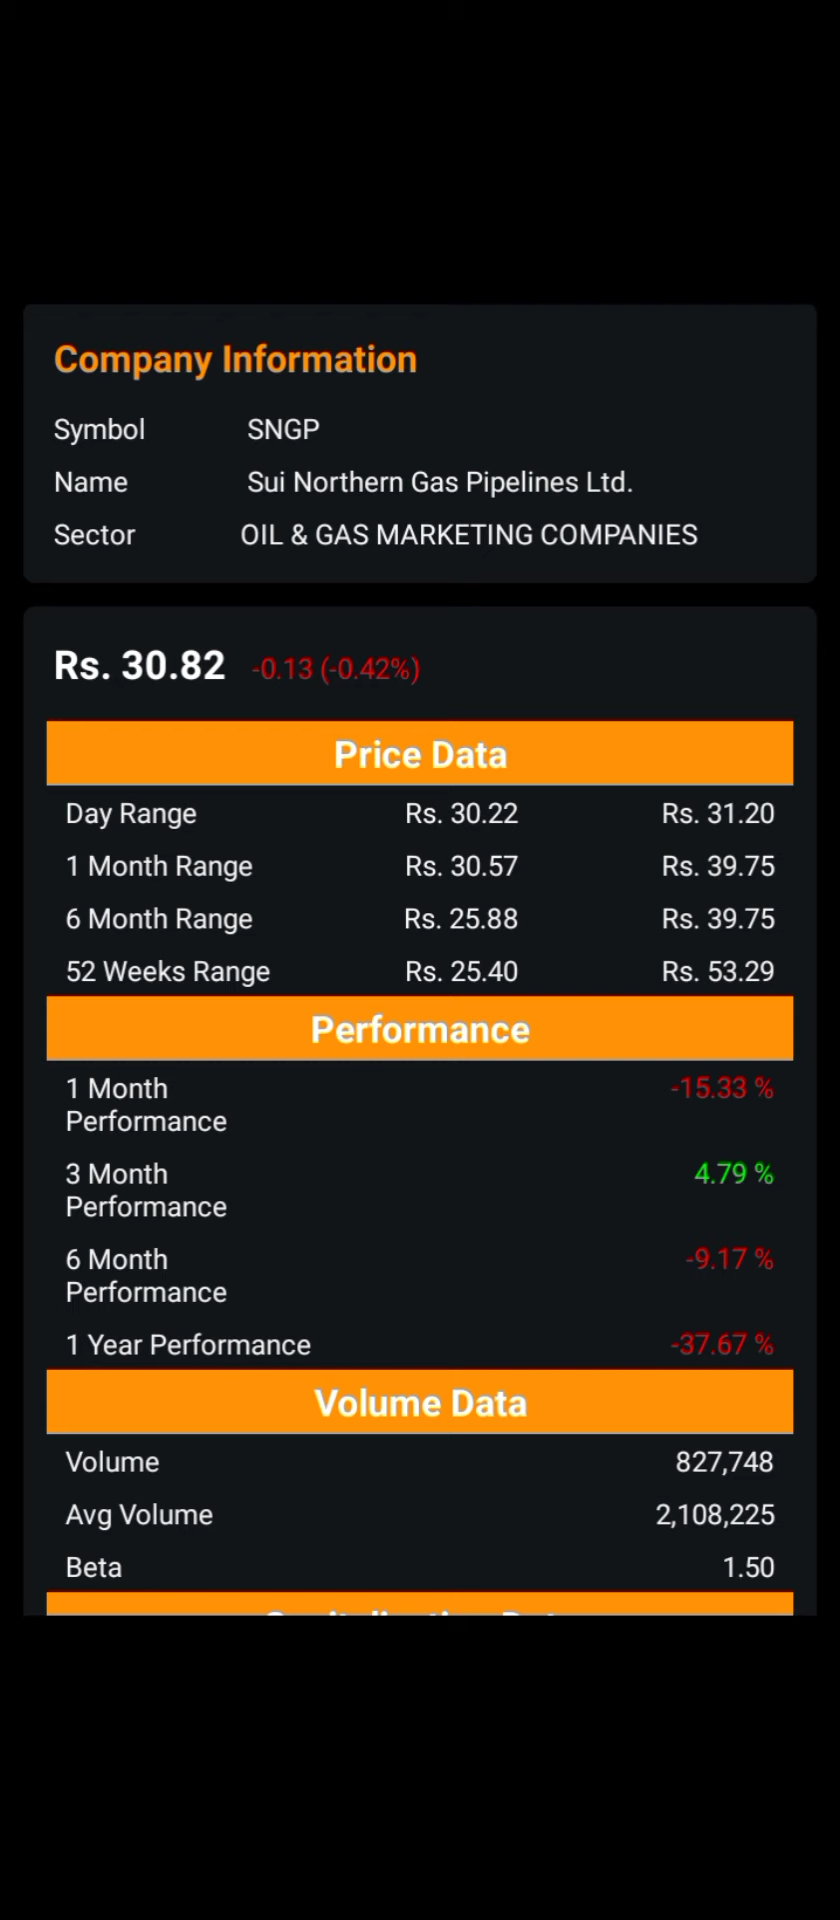 Company Information
Symbol SNGP
Name Sui Northern Gas Pipelines Ltd.
Sector OIL & GAS MARKETING COMPANIES
Rs. 30.82 -0.13 (-0.42%)
Price Data
Day Range Rs. 30.22 Rs. 31.20
1 Month Range Rs. 30.57 Rs. 39.75
6 Month Range Rs. 25.88 Rs. 39.75
52 Weeks Range Rs. 25.40 Rs. 53.29
Performance
1 Month -15.33 %
Performance
3 Month 4.79 %
Performance
6 Month -9.17 %
Performance
1 Year Performance -37.67 %
Volume Data
Volume 827,748
Avg Volume 2,108,225
Beta 1.50